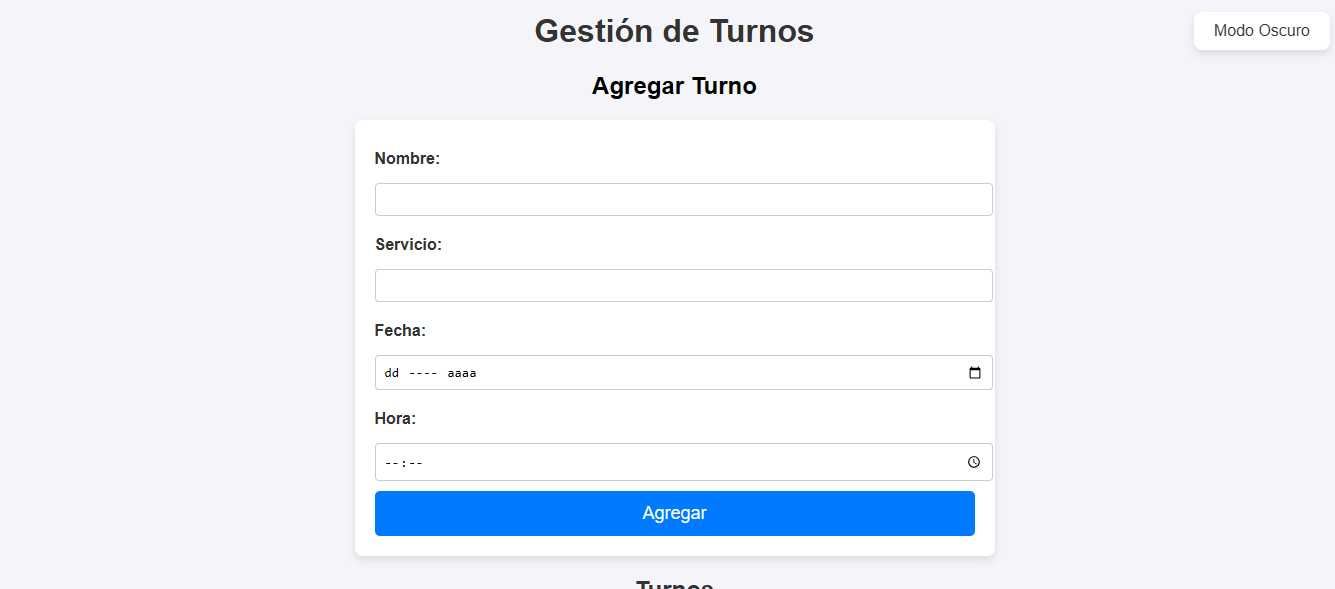 Gestión de Turnos
Modo Oscuro
Agregar Turno
Nombre:
Servicio:
Fecha:
dd ---- aaaa
Hora:
--:--
Agregar
Turnos